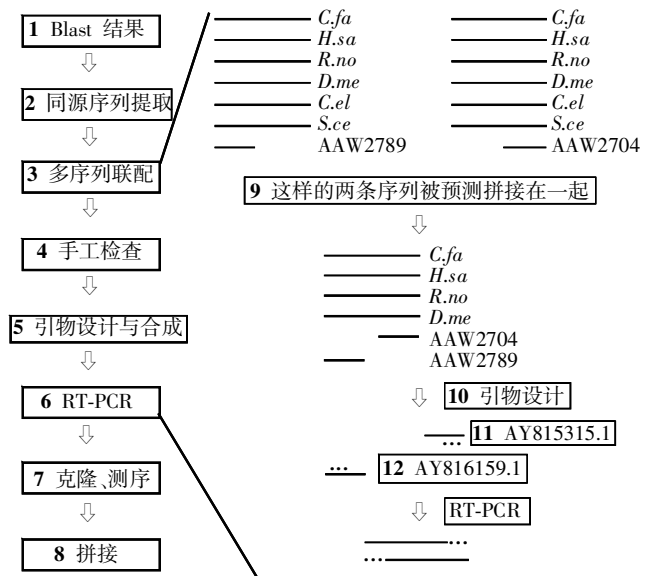 1 Blast 结果
2 同源序列提取
3 多序列联配
4 手工检查
5 引物设计与合成
6 RT-PCR
7 克隆、测序
8 拼接
C.fa
H.sa
R.no
D.me
C.el
S.ce
AAW2789
C.fa
H.sa
R.no
D.me
C.el
S.ce
AAW2704
9 这样的两条序列被预测拼接在一起
C.fa
H.sa
R.no
D.me
AAW2704
AAW2789
10 引物设计
... 11 AY815315.1
... 12 AY816159.1
RT-PCR
...
...